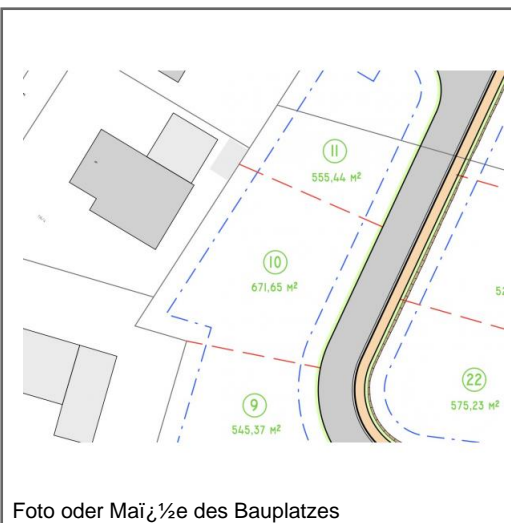 11
555,44 M²
10
671,65 M²
9
545,37 M²
22
575,23 M²
52
Foto oder Maï¿½e des Bauplatzes